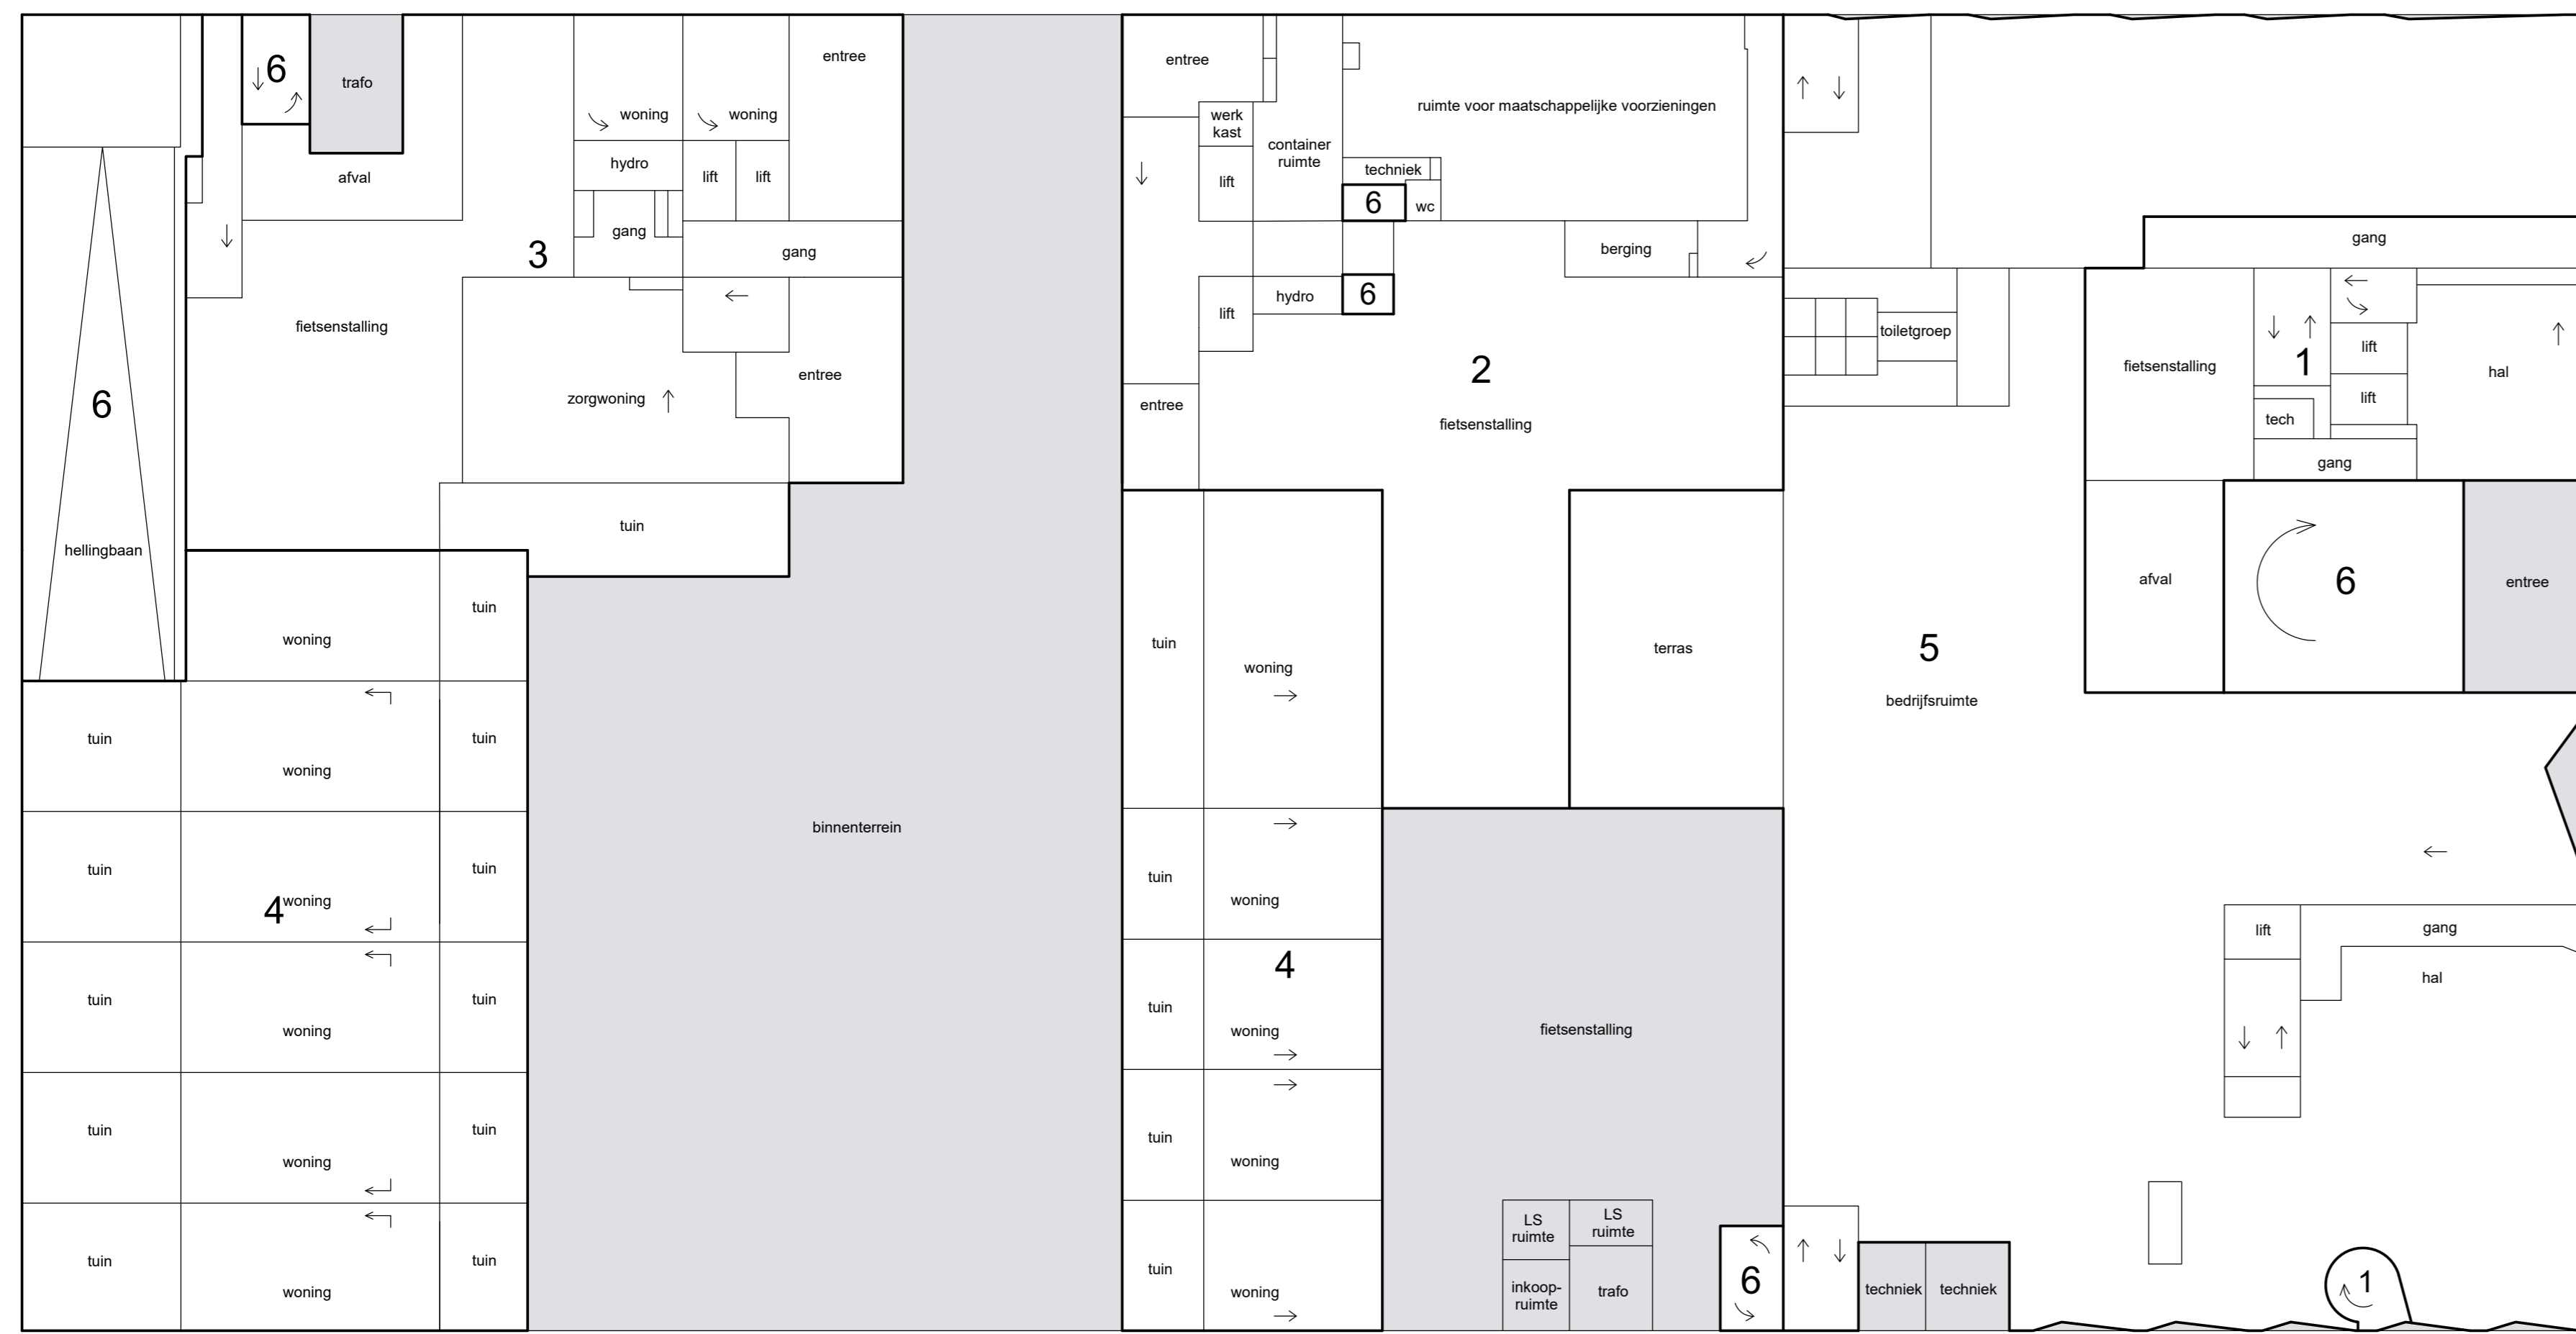 6
trafo
entree
woning
woning
hydro
lift
lift
afval
gang
gang
3
fietsenstalling
zorgwoning
entree
6
hellingbaan
tuin
woning
tuin
tuin
woning
tuin
tuin
4
woning
tuin
tuin
woning
tuin
tuin
woning
tuin
tuin
woning
tuin
binnenterrein
entree
werk
kast
container
ruimte
lift
ruimte voor maatschappelijke voorzieningen
techniek
6
wc
berging
hydro
6
lift
entree
2
fietsenstalling
tuin
woning
terras
tuin
woning
4
tuin
woning
tuin
woning
tuin
woning
fietsenstalling
LS
ruimte
LS
ruimte
inkoop-
ruimte
trafo
6
techniek
techniek
toiletgroep
5
bedrijfsruimte
gang
fietsenstalling
1
lift
lift
hal
tech
gang
afval
6
entree
lift
gang
hal
1